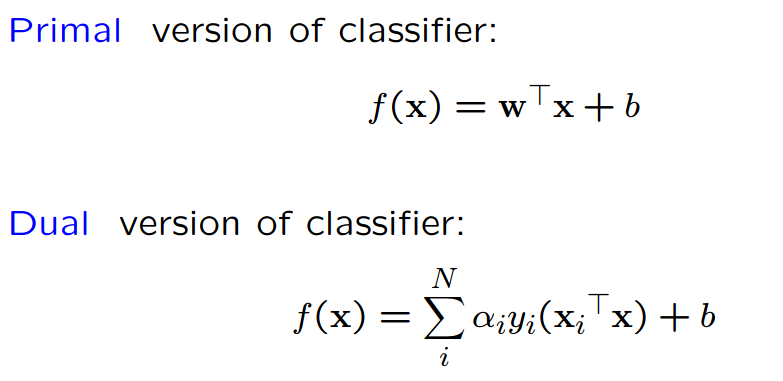 Primal version of classifier:
f(x) = w⊤x + b
Dual version of classifier:
f(x) = ∑ᵢᴺ αᵢyᵢ(xᵢ⊤x) + b